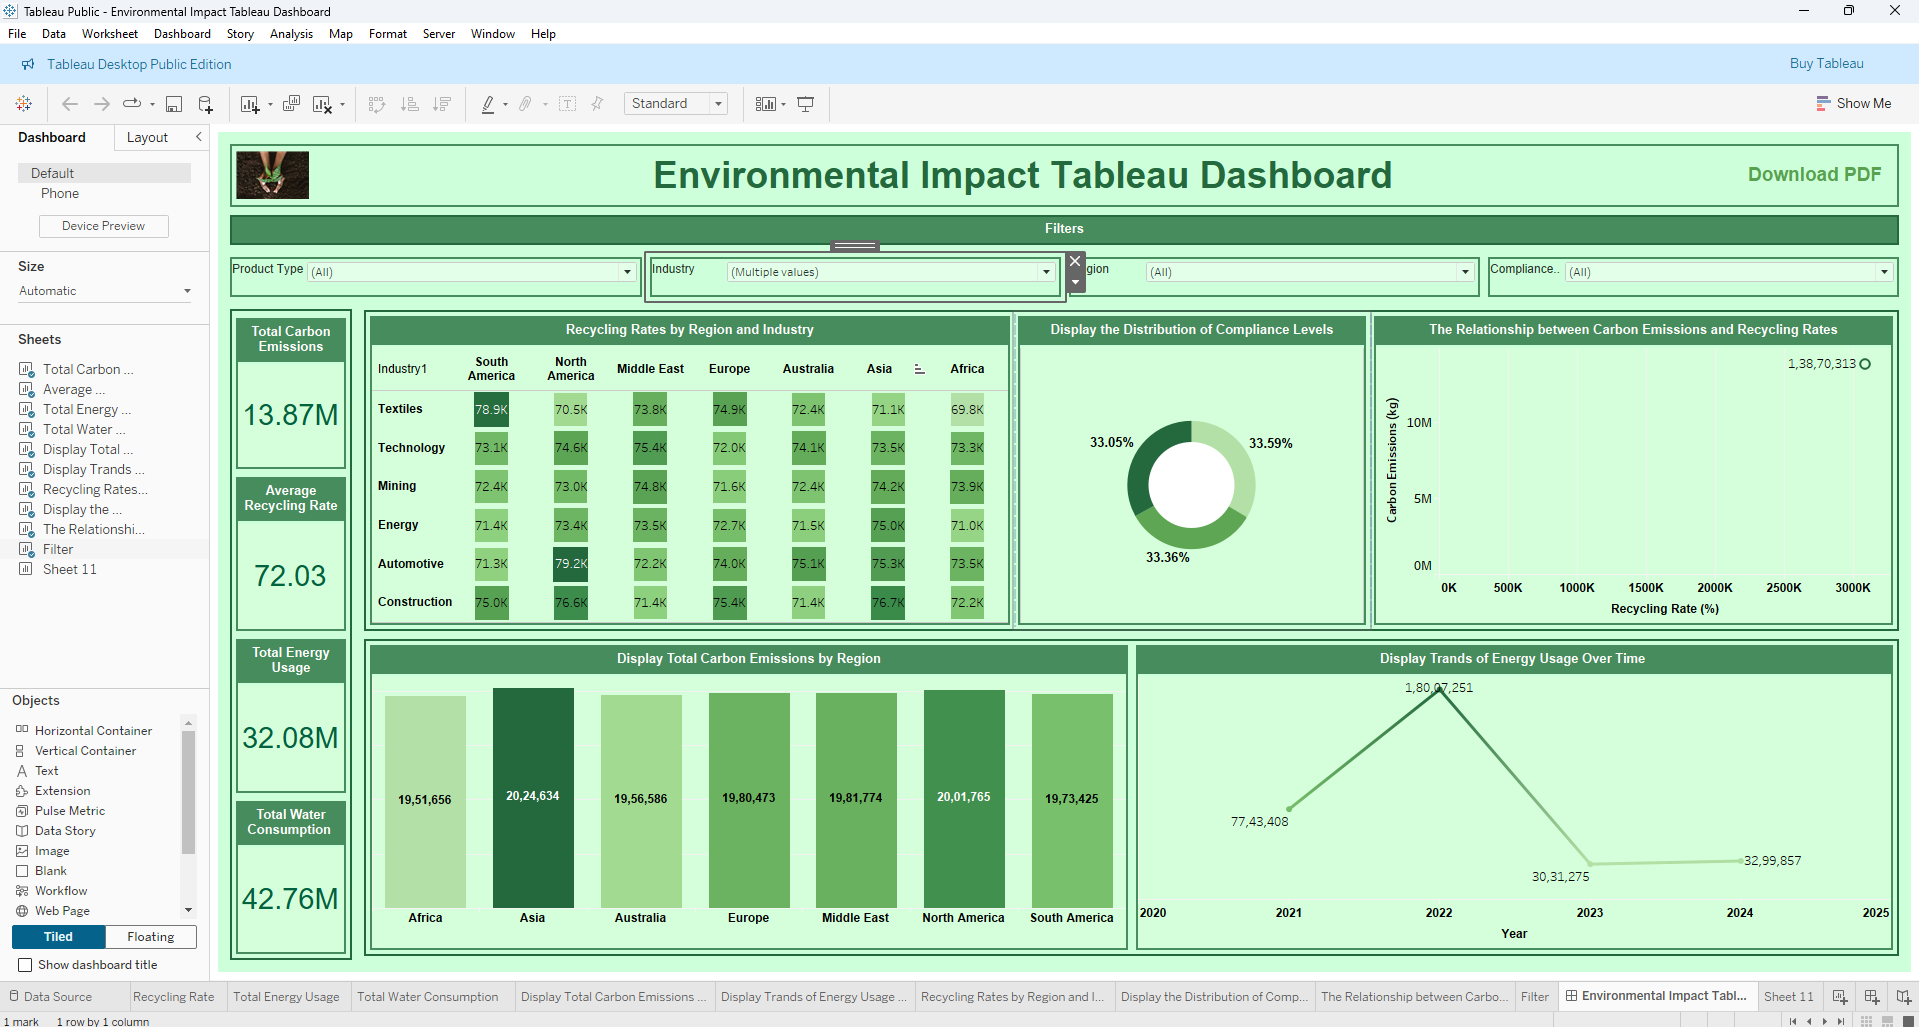 Tableau Public - Environmental Impact Tableau Dashboard
File Data Worksheet Dashboard Story Analysis Map Format Server Window Help
Tableau Desktop Public Edition
Buy Tableau
Standard
Show Me
Dashboard Layout
Default
Phone
Device Preview
Size
Automatic
Sheets
Total Carbon ...
Average ...
Total Energy ...
Total Water ...
Display Total ...
Display Trands ...
Recycling Rates...
Display the ...
The Relationshi...
Filter
Sheet 11
Objects
Horizontal Container
Vertical Container
Text
Extension
Pulse Metric
Data Story
Image
Blank
Workflow
Web Page
Tiled Floating
Show dashboard title
Environmental Impact Tableau Dashboard
Download PDF
Filters
Product Type (All)
Industry (Multiple values)
gion (All)
Compliance.. (All)
Total Carbon
Emissions
13.87M
Average
Recycling Rate
72.03
Total Energy
Usage
32.08M
Total Water
Consumption
42.76M
Recycling Rates by Region and Industry
Industry1 South America North America Middle East Europe Australia Asia Africa
Textiles 78.9K 70.5K 73.8K 74.9K 72.4K 71.1K 69.8K
Technology 73.1K 74.6K 75.4K 72.0K 74.1K 73.5K 73.3K
Mining 72.4K 73.0K 74.8K 71.6K 72.4K 74.2K 73.9K
Energy 71.4K 73.4K 73.5K 72.7K 71.5K 75.0K 71.0K
Automotive 71.3K 79.2K 72.2K 74.0K 75.1K 75.3K 73.5K
Construction 75.0K 76.6K 71.4K 75.4K 71.4K 76.7K 72.2K
Display the Distribution of Compliance Levels
33.05% 33.59%
33.36%
The Relationship between Carbon Emissions and Recycling Rates
1,38,70,313
Carbon Emissions (kg)
10M
5M
0M
0K 500K 1000K 1500K 2000K 2500K 3000K
Recycling Rate (%)
Display Total Carbon Emissions by Region
19,51,656 20,24,634 19,56,586 19,80,473 19,81,774 20,01,765 19,73,425
Africa Asia Australia Europe Middle East North America South America
Display Trands of Energy Usage Over Time
1,80,07,251
77,43,408
30,31,275
32,99,857
2020 2021 2022 2023 2024 2025
Year
Data Source Recycling Rate Total Energy Usage Total Water Consumption Display Total Carbon Emissions ... Display Trands of Energy Usage ... Recycling Rates by Region and I... Display the Distribution of Comp... The Relationship between Carbo... Filter Environmental Impact Tabl... Sheet 11
1 mark 1 row by 1 column